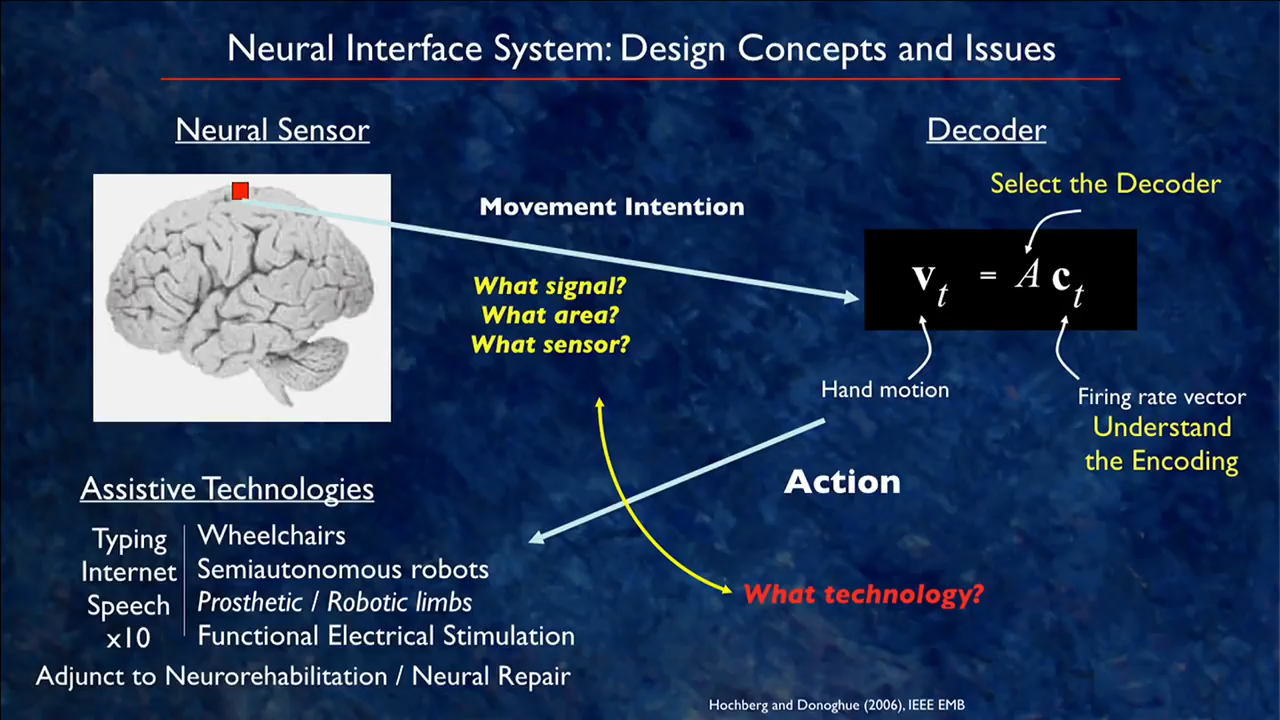 Neural Interface System: Design Concepts and Issues
Neural Sensor
Decoder
Select the Decoder
Movement Intention
What signal?
What area?
What sensor?
v_t = A c_t
Hand motion
Firing rate vector
Understand
the Encoding
Action
Assistive Technologies
Typing
Internet
Speech
x10
Wheelchairs
Semiautonomous robots
Prosthetic / Robotic limbs
Functional Electrical Stimulation
Adjunct to Neurorehabilitation / Neural Repair
What technology?
Hochberg and Donoghue (2006), IEEE EMB